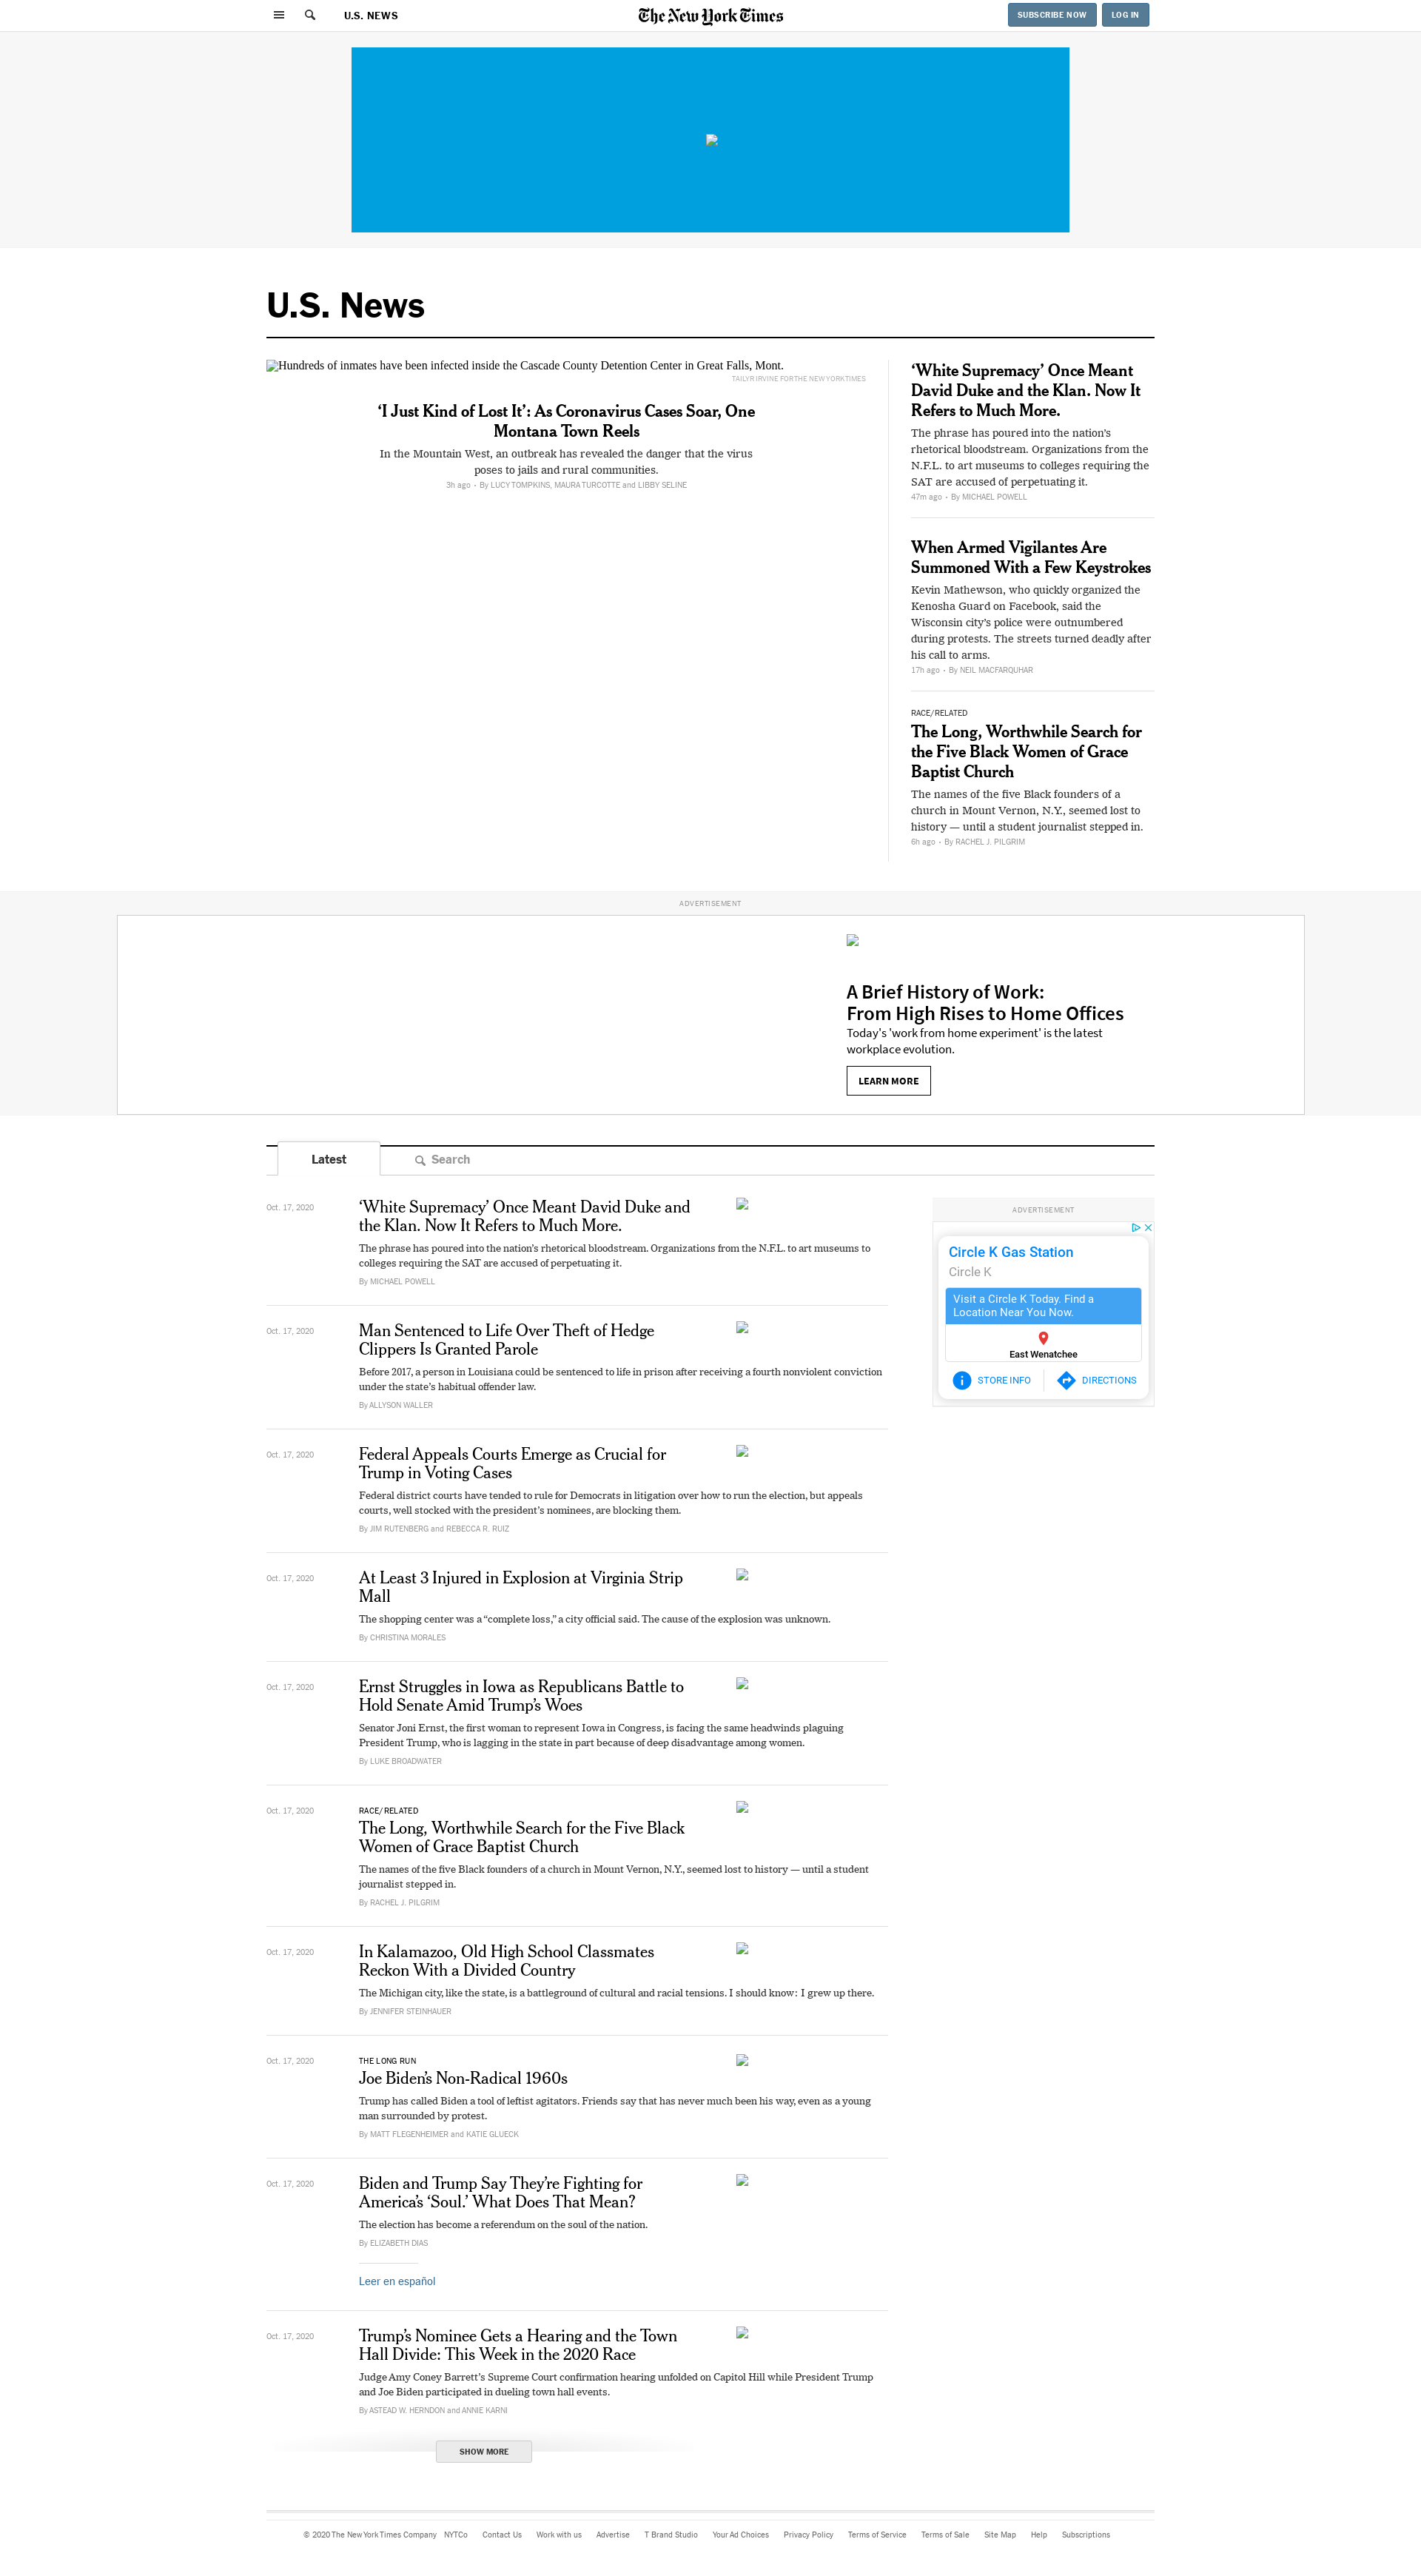 U.S. NEWS
The New York Times
SUBSCRIBE NOW
LOG IN
U.S. News
Hundreds of inmates have been infected inside the Cascade County Detention Center in Great Falls, Mont.
TAILYR IRVINE FOR THE NEW YORK TIMES
‘I Just Kind of Lost It’: As Coronavirus Cases Soar, One
Montana Town Reels
In the Mountain West, an outbreak has revealed the danger that the virus
poses to jails and rural communities.
3h ago • By LUCY TOMPKINS, MAURA TURCOTTE and LIBBY SELINE
‘White Supremacy’ Once Meant
David Duke and the Klan. Now It
Refers to Much More.
The phrase has poured into the nation’s
rhetorical bloodstream. Organizations from the
N.F.L. to art museums to colleges requiring the
SAT are accused of perpetuating it.
47m ago • By MICHAEL POWELL
When Armed Vigilantes Are
Summoned With a Few Keystrokes
Kevin Mathewson, who quickly organized the
Kenosha Guard on Facebook, said the
Wisconsin city’s police were outnumbered
during protests. The streets turned deadly after
his call to arms.
17h ago • By NEIL MACFARQUHAR
RACE/RELATED
The Long, Worthwhile Search for
the Five Black Women of Grace
Baptist Church
The names of the five Black founders of a
church in Mount Vernon, N.Y., seemed lost to
history — until a student journalist stepped in.
6h ago • By RACHEL J. PILGRIM
ADVERTISEMENT
A Brief History of Work:
From High Rises to Home Offices
Today's 'work from home experiment' is the latest
workplace evolution.
LEARN MORE
Latest
Search
Oct. 17, 2020
‘White Supremacy’ Once Meant David Duke and
the Klan. Now It Refers to Much More.
The phrase has poured into the nation’s rhetorical bloodstream. Organizations from the N.F.L. to art museums to
colleges requiring the SAT are accused of perpetuating it.
By MICHAEL POWELL
ADVERTISEMENT
Circle K Gas Station
Circle K
Visit a Circle K Today. Find a
Location Near You Now.
East Wenatchee
STORE INFO
DIRECTIONS
Oct. 17, 2020
Man Sentenced to Life Over Theft of Hedge
Clippers Is Granted Parole
Before 2017, a person in Louisiana could be sentenced to life in prison after receiving a fourth nonviolent conviction
under the state’s habitual offender law.
By ALLYSON WALLER
Oct. 17, 2020
Federal Appeals Courts Emerge as Crucial for
Trump in Voting Cases
Federal district courts have tended to rule for Democrats in litigation over how to run the election, but appeals
courts, well stocked with the president’s nominees, are blocking them.
By JIM RUTENBERG and REBECCA R. RUIZ
Oct. 17, 2020
At Least 3 Injured in Explosion at Virginia Strip
Mall
The shopping center was a “complete loss,” a city official said. The cause of the explosion was unknown.
By CHRISTINA MORALES
Oct. 17, 2020
Ernst Struggles in Iowa as Republicans Battle to
Hold Senate Amid Trump’s Woes
Senator Joni Ernst, the first woman to represent Iowa in Congress, is facing the same headwinds plaguing
President Trump, who is lagging in the state in part because of deep disadvantage among women.
By LUKE BROADWATER
Oct. 17, 2020
RACE/RELATED
The Long, Worthwhile Search for the Five Black
Women of Grace Baptist Church
The names of the five Black founders of a church in Mount Vernon, N.Y., seemed lost to history — until a student
journalist stepped in.
By RACHEL J. PILGRIM
Oct. 17, 2020
In Kalamazoo, Old High School Classmates
Reckon With a Divided Country
The Michigan city, like the state, is a battleground of cultural and racial tensions. I should know: I grew up there.
By JENNIFER STEINHAUER
Oct. 17, 2020
THE LONG RUN
Joe Biden’s Non-Radical 1960s
Trump has called Biden a tool of leftist agitators. Friends say that has never much been his way, even as a young
man surrounded by protest.
By MATT FLEGENHEIMER and KATIE GLUECK
Oct. 17, 2020
Biden and Trump Say They’re Fighting for
America’s ‘Soul.’ What Does That Mean?
The election has become a referendum on the soul of the nation.
By ELIZABETH DIAS
Leer en español
Oct. 17, 2020
Trump’s Nominee Gets a Hearing and the Town
Hall Divide: This Week in the 2020 Race
Judge Amy Coney Barrett’s Supreme Court confirmation hearing unfolded on Capitol Hill while President Trump
and Joe Biden participated in dueling town hall events.
By ASTEAD W. HERNDON and ANNIE KARNI
SHOW MORE
© 2020 The New York Times Company NYTCo Contact Us Work with us Advertise T Brand Studio Your Ad Choices Privacy Policy Terms of Service Terms of Sale Site Map Help Subscriptions